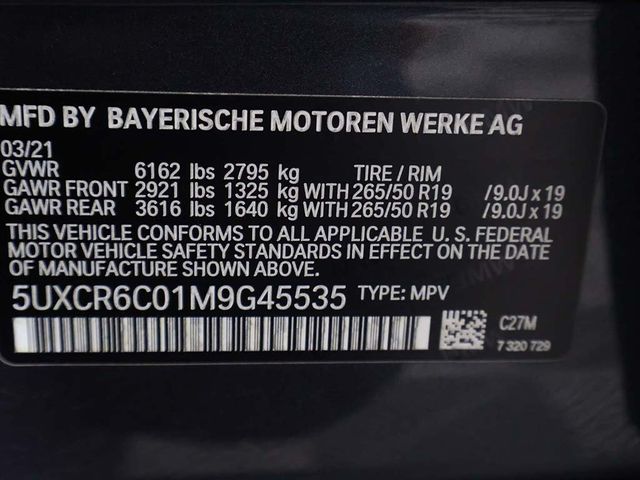 MFD BY BAYERISCHE MOTOREN WERKE AG
03/21
GVWR 6162 lbs 2795 kg TIRE / RIM
GAWR FRONT 2921 lbs 1325 kg WITH 265/50 R19 /9.0J x 19
GAWR REAR 3616 lbs 1640 kg WITH 265/50 R19 /9.0J x 19
THIS VEHICLE CONFORMS TO ALL APPLICABLE U. S. FEDERAL
MOTOR VEHICLE SAFETY STANDARDS IN EFFECT ON THE DATE
OF MANUFACTURE SHOWN ABOVE.
5UXCR6C01M9G45535 TYPE: MPV
C27M
7 320 729